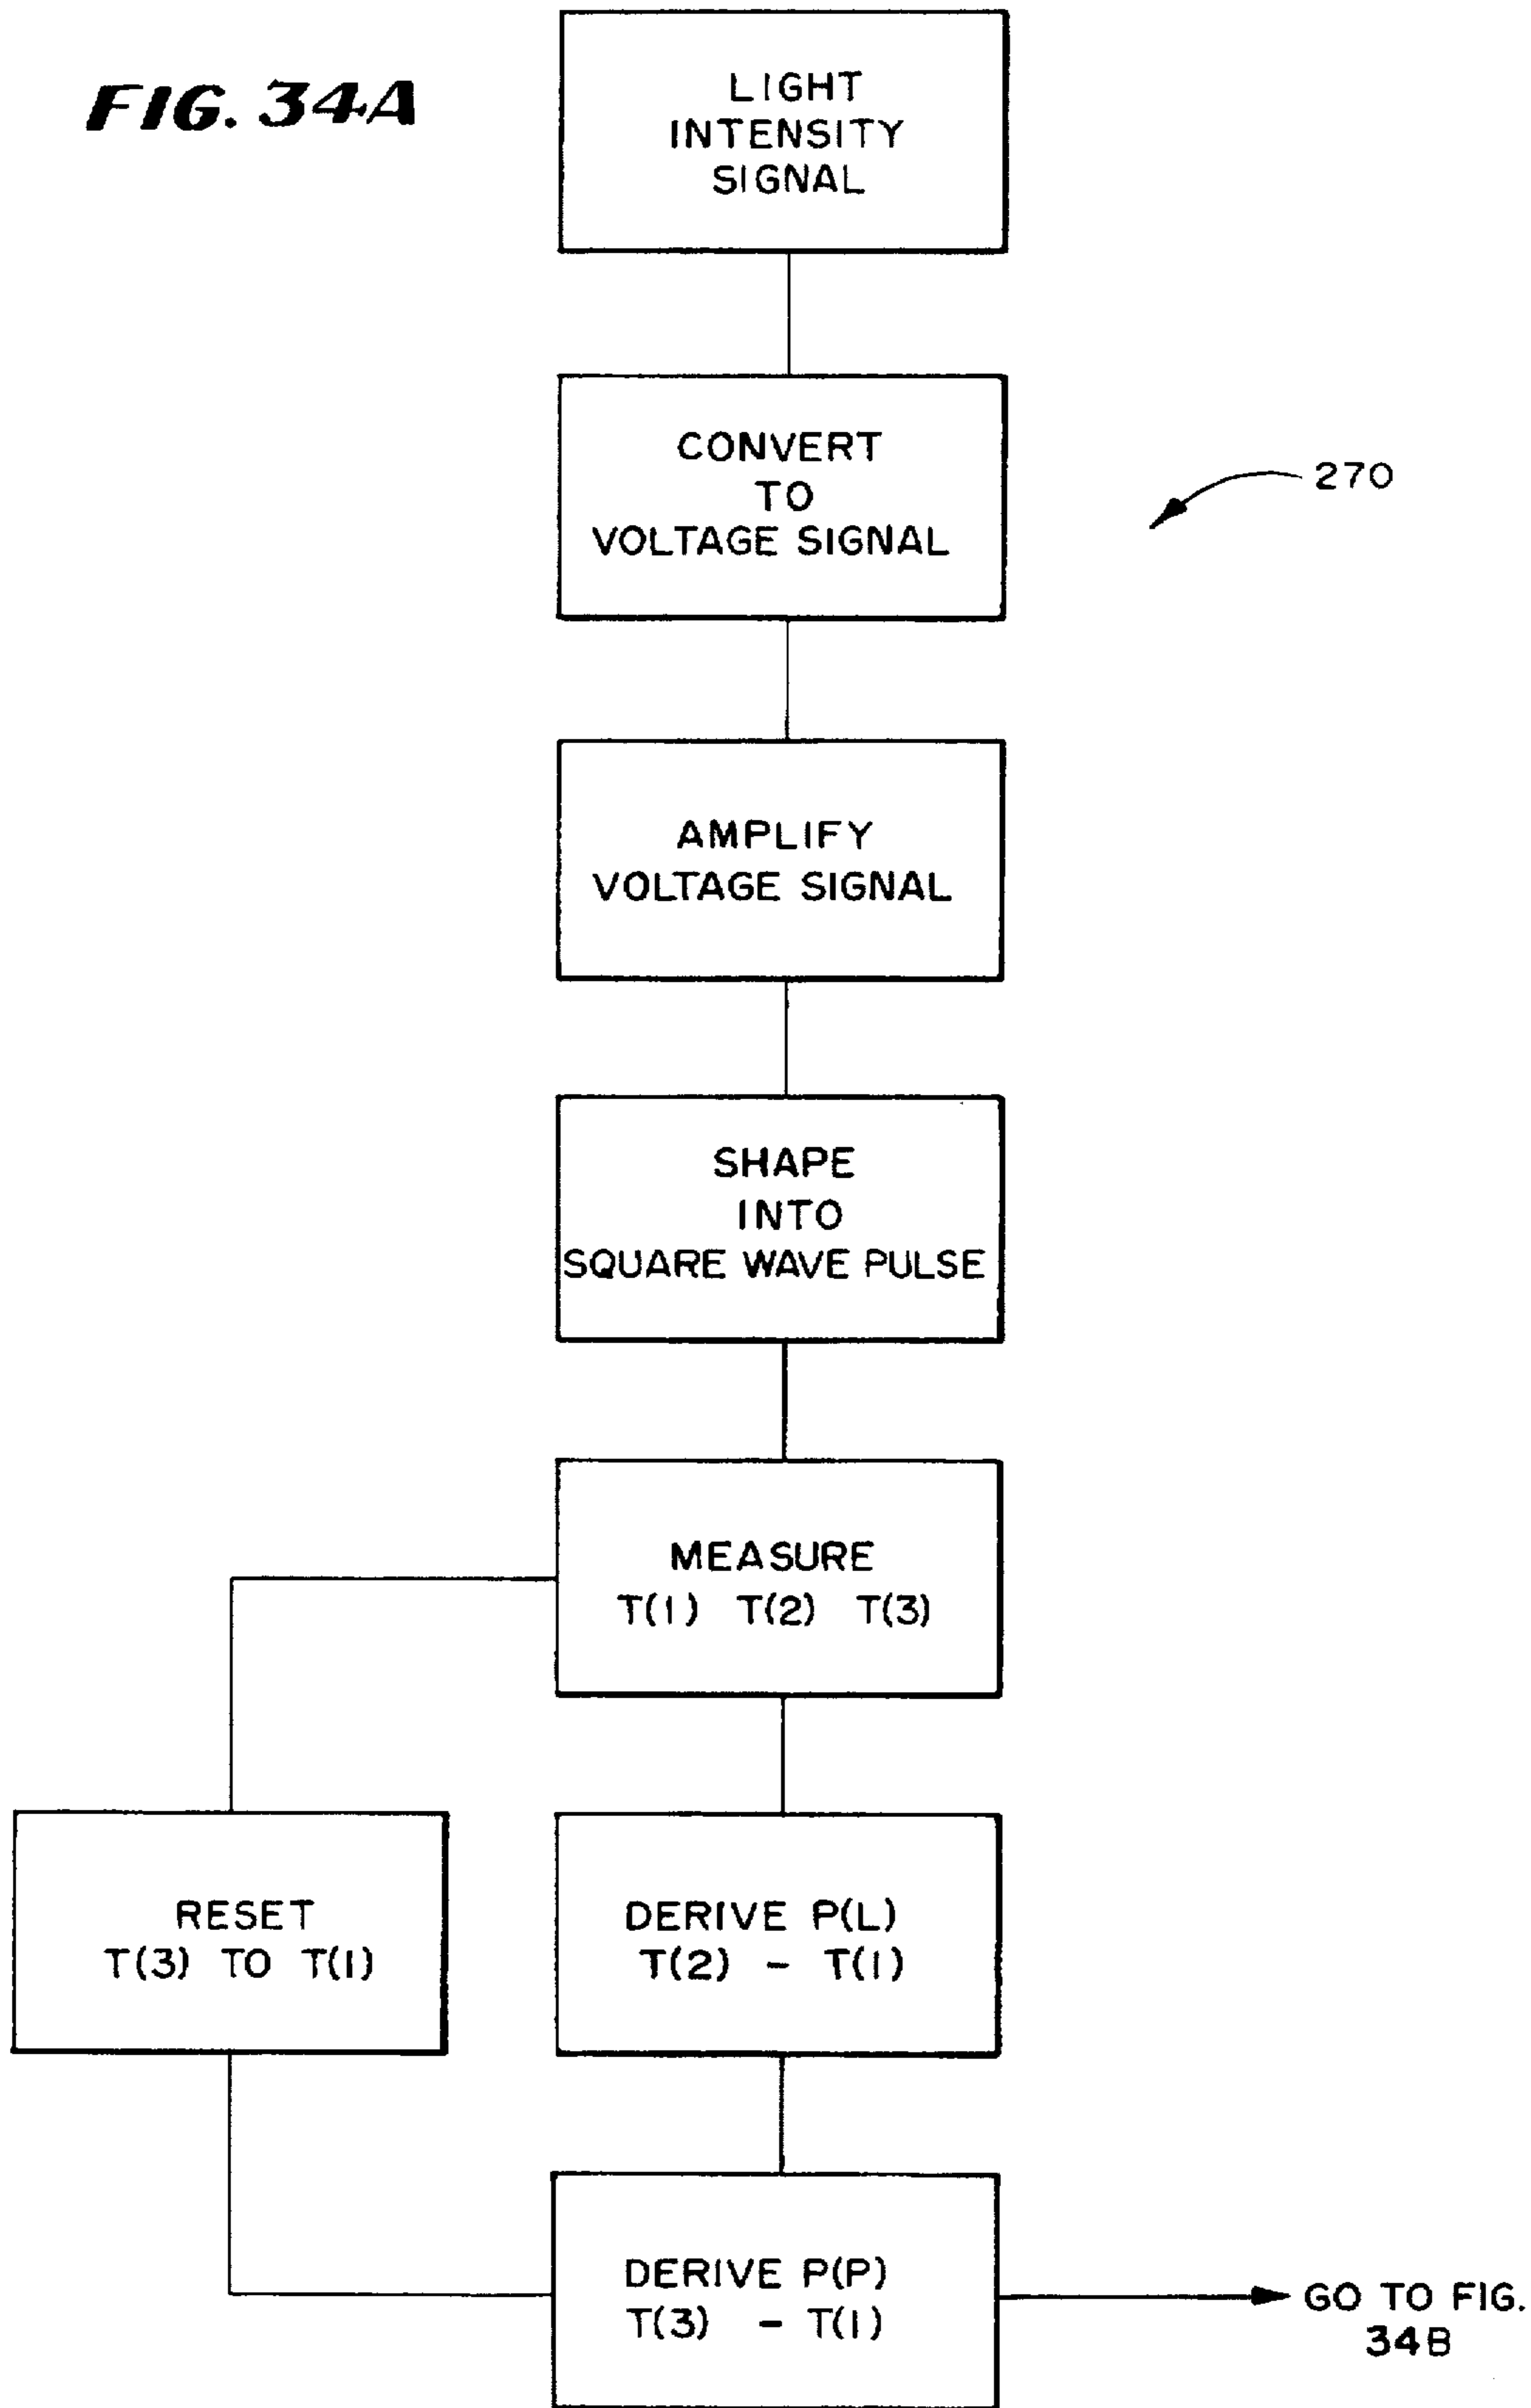 FIG. 34A
LIGHT
INTENSITY
SIGNAL
CONVERT
TO
VOLTAGE SIGNAL
270
AMPLIFY
VOLTAGE SIGNAL
SHAPE
INTO
SQUARE WAVE PULSE
MEASURE
T(1) T(2) T(3)
RESET
T(3) TO T(1)
DERIVE P(L)
T(2) - T(1)
DERIVE P(P)
T(3) - T(1)
GO TO FIG.
34B